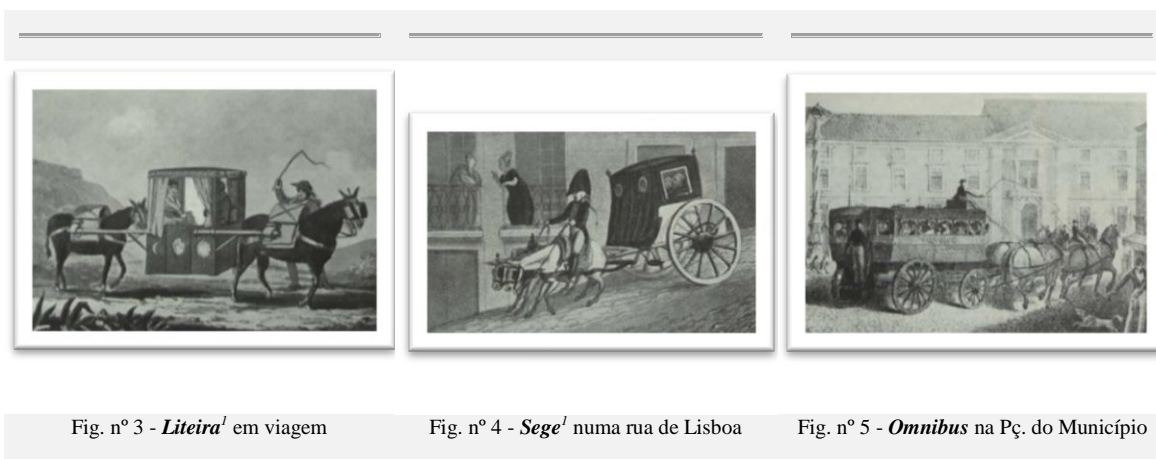 Fig. nº 3 - Liteira¹ em viagem
Fig. nº 4 - Sege¹ numa rua de Lisboa
Fig. nº 5 - Omnibus na Pç. do Município